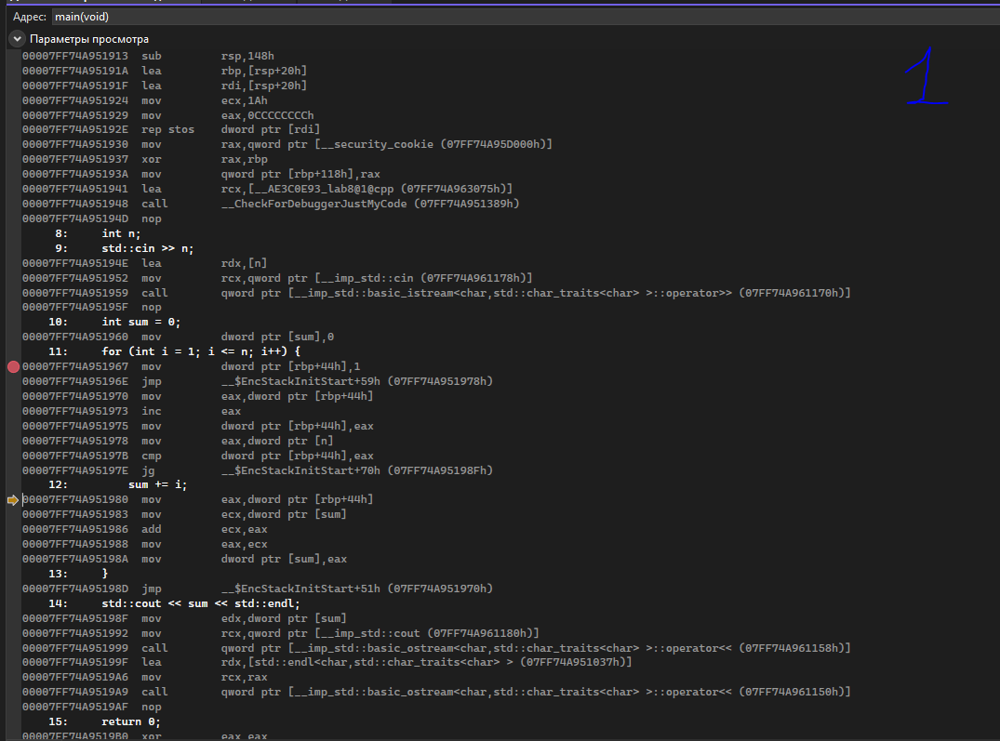 Адрес: main(void)
Параметры просмотра
1
00007FF74A951913 sub rsp,148h
00007FF74A95191A lea rbp,[rsp+20h]
00007FF74A95191F lea rdi,[rsp+20h]
00007FF74A951924 mov ecx,1Ah
00007FF74A951929 mov eax,0CCCCCCCCh
00007FF74A95192E rep stos dword ptr [rdi]
00007FF74A951930 mov rax,qword ptr [__security_cookie (07FF74A95D000h)]
00007FF74A951937 xor rax,rbp
00007FF74A95193A mov qword ptr [rbp+118h],rax
00007FF74A951941 lea rcx,[__AE3C0E93_lab8@1@cpp (07FF74A963075h)]
00007FF74A951948 call __CheckForDebuggerJustMyCode (07FF74A951389h)
00007FF74A95194D nop
8: int n;
9: std::cin >> n;
00007FF74A95194E lea rdx,[n]
00007FF74A951952 mov rcx,qword ptr [__imp_std::cin (07FF74A961178h)]
00007FF74A951959 call qword ptr [__imp_std::basic_istream<char,std::char_traits<char> >::operator>> (07FF74A961170h)]
00007FF74A95195F nop
10: int sum = 0;
00007FF74A951960 mov dword ptr [sum],0
11: for (int i = 1; i <= n; i++) {
00007FF74A951967 mov dword ptr [rbp+44h],1
00007FF74A95196E jmp __$EncStackInitStart+59h (07FF74A951978h)
00007FF74A951970 mov eax,dword ptr [rbp+44h]
00007FF74A951973 inc eax
00007FF74A951975 mov dword ptr [rbp+44h],eax
00007FF74A951978 mov eax,dword ptr [n]
00007FF74A95197B cmp dword ptr [rbp+44h],eax
00007FF74A95197E jg __$EncStackInitStart+70h (07FF74A95198Fh)
12: sum += i;
00007FF74A951980 mov eax,dword ptr [rbp+44h]
00007FF74A951983 mov ecx,dword ptr [sum]
00007FF74A951986 add ecx,eax
00007FF74A951988 mov eax,ecx
00007FF74A95198A mov dword ptr [sum],eax
13: }
00007FF74A95198D jmp __$EncStackInitStart+51h (07FF74A951970h)
14: std::cout << sum << std::endl;
00007FF74A95198F mov edx,dword ptr [sum]
00007FF74A951992 mov rcx,qword ptr [__imp_std::cout (07FF74A961180h)]
00007FF74A951999 call qword ptr [__imp_std::basic_ostream<char,std::char_traits<char> >::operator<< (07FF74A961158h)]
00007FF74A95199F lea rdx,[std::endl<char,std::char_traits<char> > (07FF74A951037h)]
00007FF74A9519A6 mov rcx,rax
00007FF74A9519A9 call qword ptr [__imp_std::basic_ostream<char,std::char_traits<char> >::operator<< (07FF74A961150h)]
00007FF74A9519AF nop
15: return 0;
00007FF74A9519B0 xor eax,eax